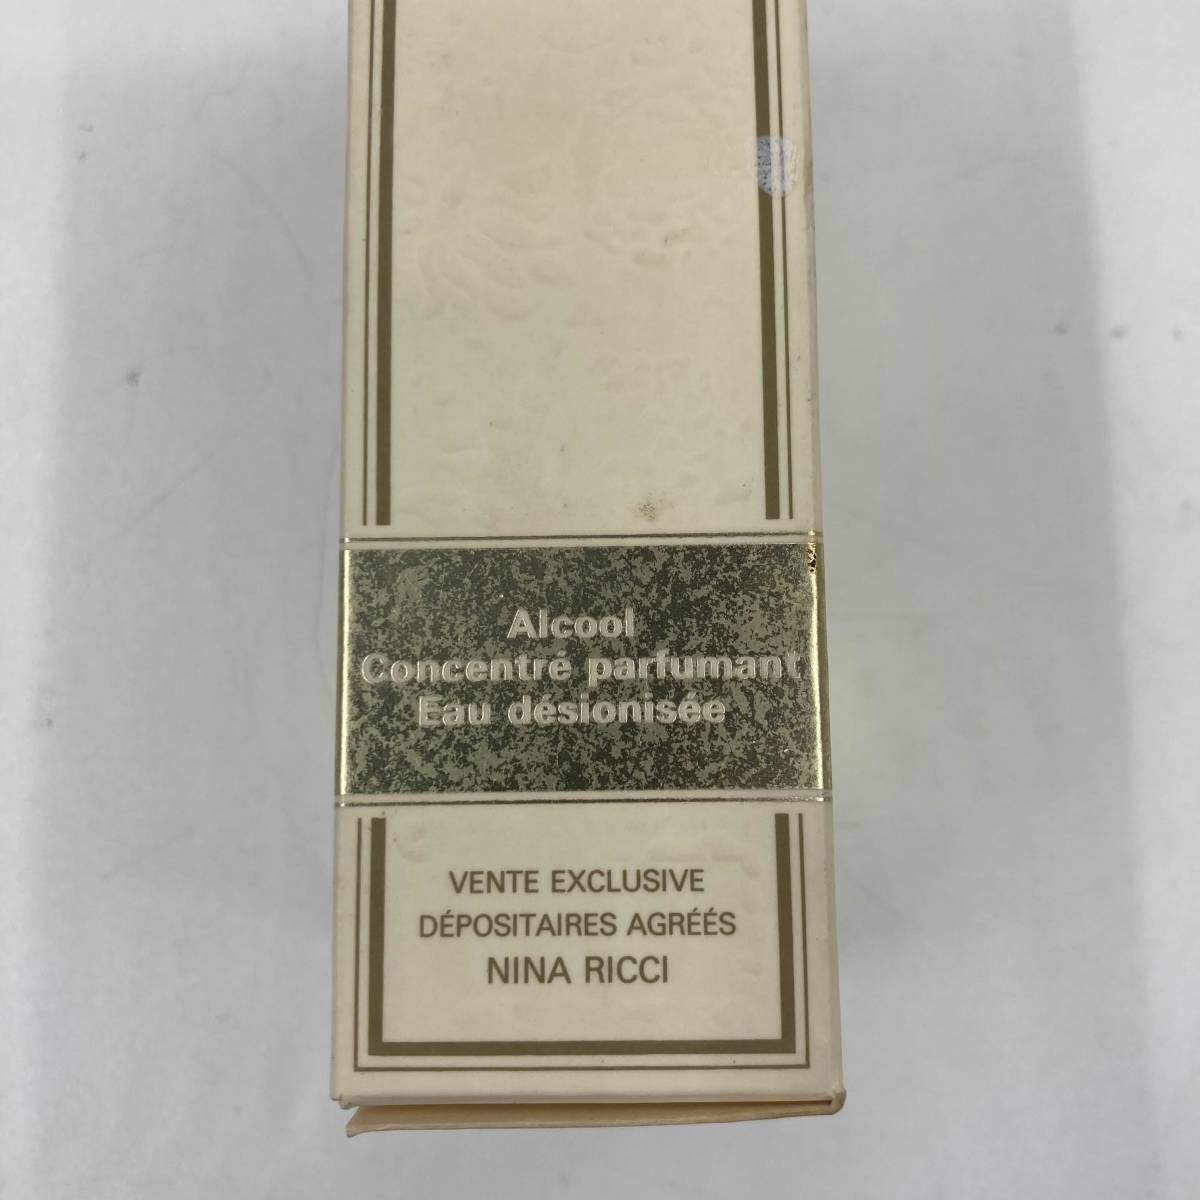 Alcool
Concentré parfumant
Eau désionisée
VENTE EXCLUSIVE
DÉPOSITAIRES AGRÉÉS
NINA RICCI